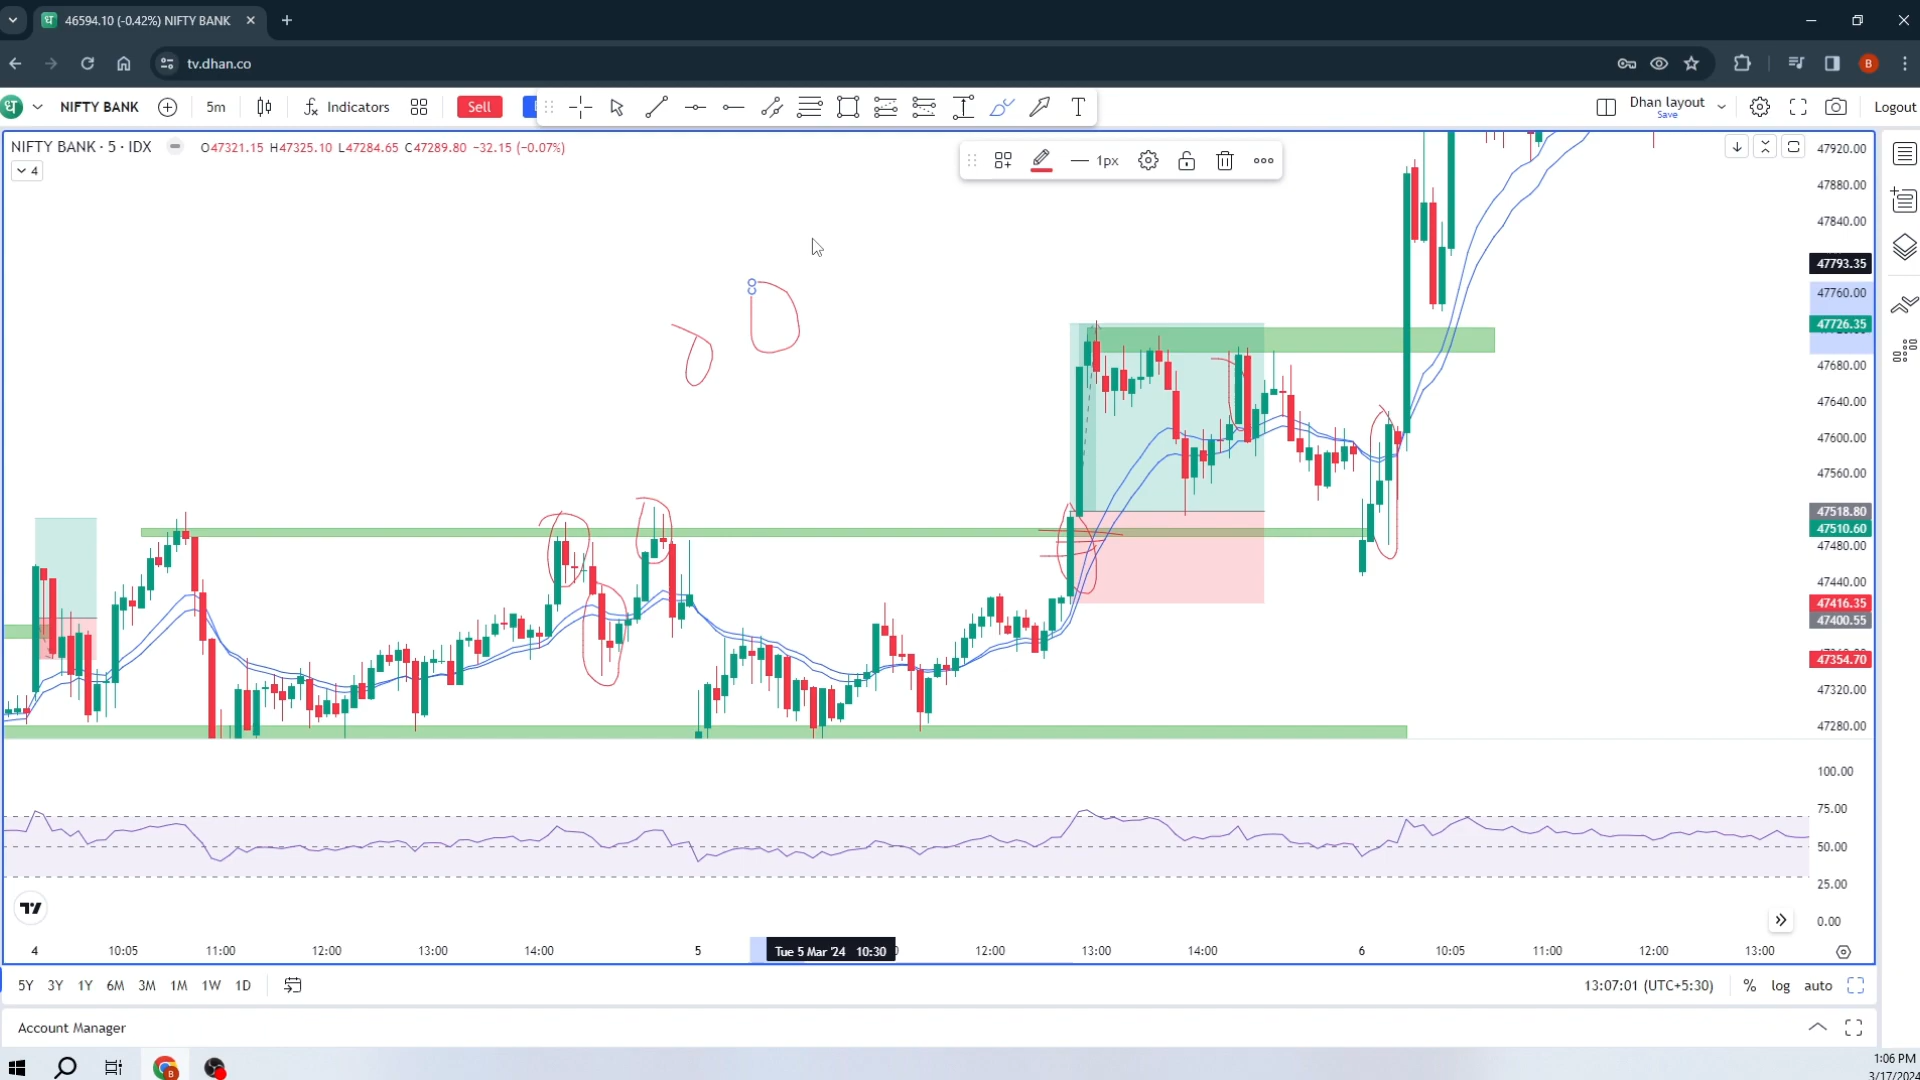 46594.10 (-0.42%) NIFTY BANK
tv.dhan.co
B
NIFTY BANK
5m
Indicators
Sell
T
Dhan layout
Save
Logout
NIFTY BANK · 5 · IDX
O47321.15 H47325.10 L47284.65 C47289.80 −32.15 (−0.07%)
4
1px
47920.00
47880.00
47840.00
47793.35
47760.00
47726.35
47680.00
47640.00
47600.00
47560.00
47518.80
47510.60
47480.00
47440.00
47416.35
47400.55
47354.70
47320.00
47280.00
100.00
75.00
50.00
25.00
0.00
4
10:05
11:00
12:00
13:00
14:00
5
Tue 5 Mar '24 10:30
12:00
13:00
14:00
6
10:05
11:00
12:00
13:00
5Y 3Y 1Y 6M 3M 1M 1W 1D
13:07:01 (UTC+5:30)
%
log
auto
Account Manager
1:06 PM
3/17/2024